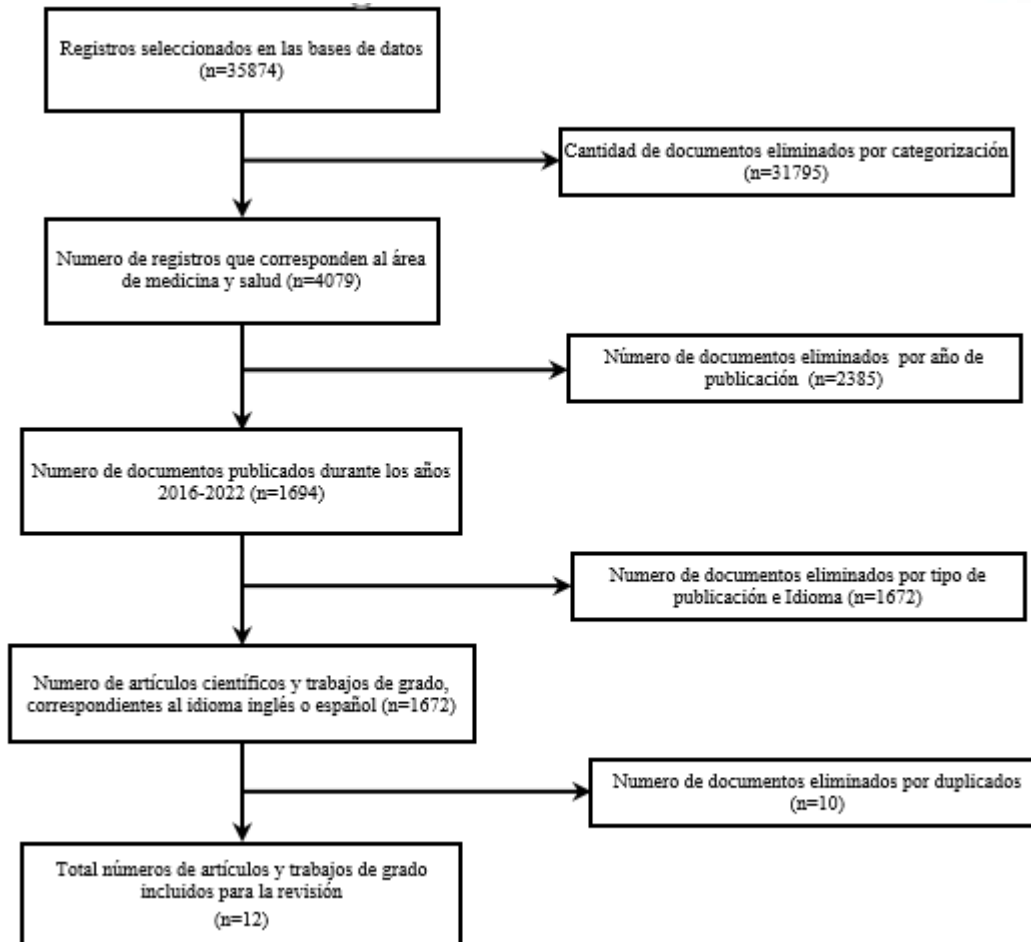 Registros seleccionados en las bases de datos
(n=35874)
Cantidad de documentos eliminados por categorización
(n=31795)
Numero de registros que corresponden al área
de medicina y salud (n=4079)
Número de documentos eliminados por año de
publicación (n=2385)
Numero de documentos publicados durante los años
2016-2022 (n=1694)
Numero de documentos eliminados por tipo de
publicación e Idioma (n=1672)
Numero de artículos científicos y trabajos de grado,
correspondientes al idioma inglés o español (n=1672)
Numero de documentos eliminados por duplicados
(n=10)
Total números de artículos y trabajos de grado
incluidos para la revisión
(n=12)